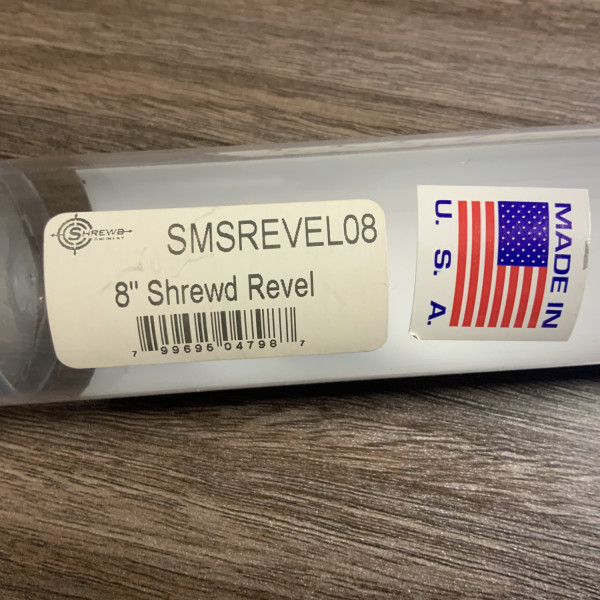 SHREWD
SMSREVEL08
8" Shrewd Revel
7 99695 04798 7
MADE IN
U. S. A.